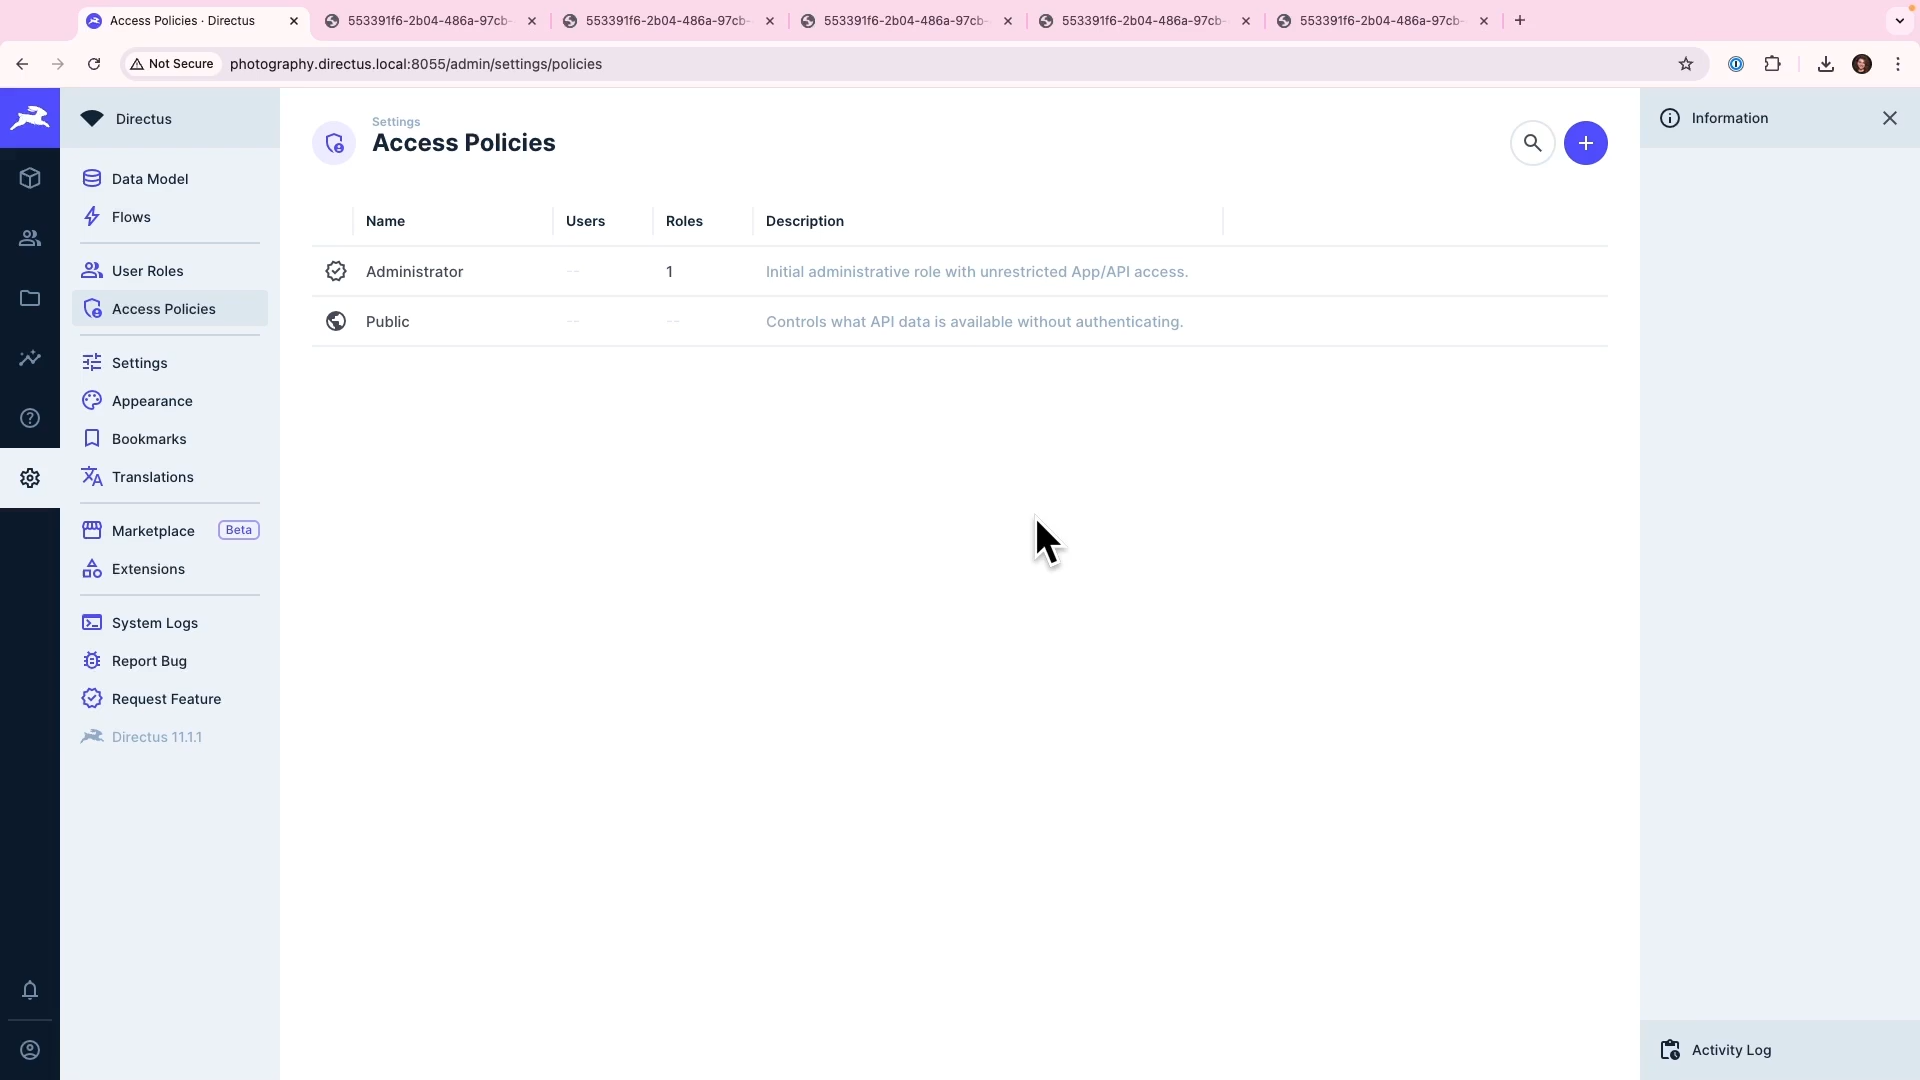 Access Policies · Directus
553391f6-2b04-486a-97cb-
553391f6-2b04-486a-97cb-
553391f6-2b04-486a-97cb-
553391f6-2b04-486a-97cb-
553391f6-2b04-486a-97cb-
Not Secure
photography.directus.local:8055/admin/settings/policies
Directus
Data Model
Flows
User Roles
Access Policies
Settings
Appearance
Bookmarks
Translations
Marketplace Beta
Extensions
System Logs
Report Bug
Request Feature
Directus 11.1.1
Settings
Access Policies
Name Users Roles Description
Administrator -- 1 Initial administrative role with unrestricted App/API access.
Public -- -- Controls what API data is available without authenticating.
Information
Activity Log